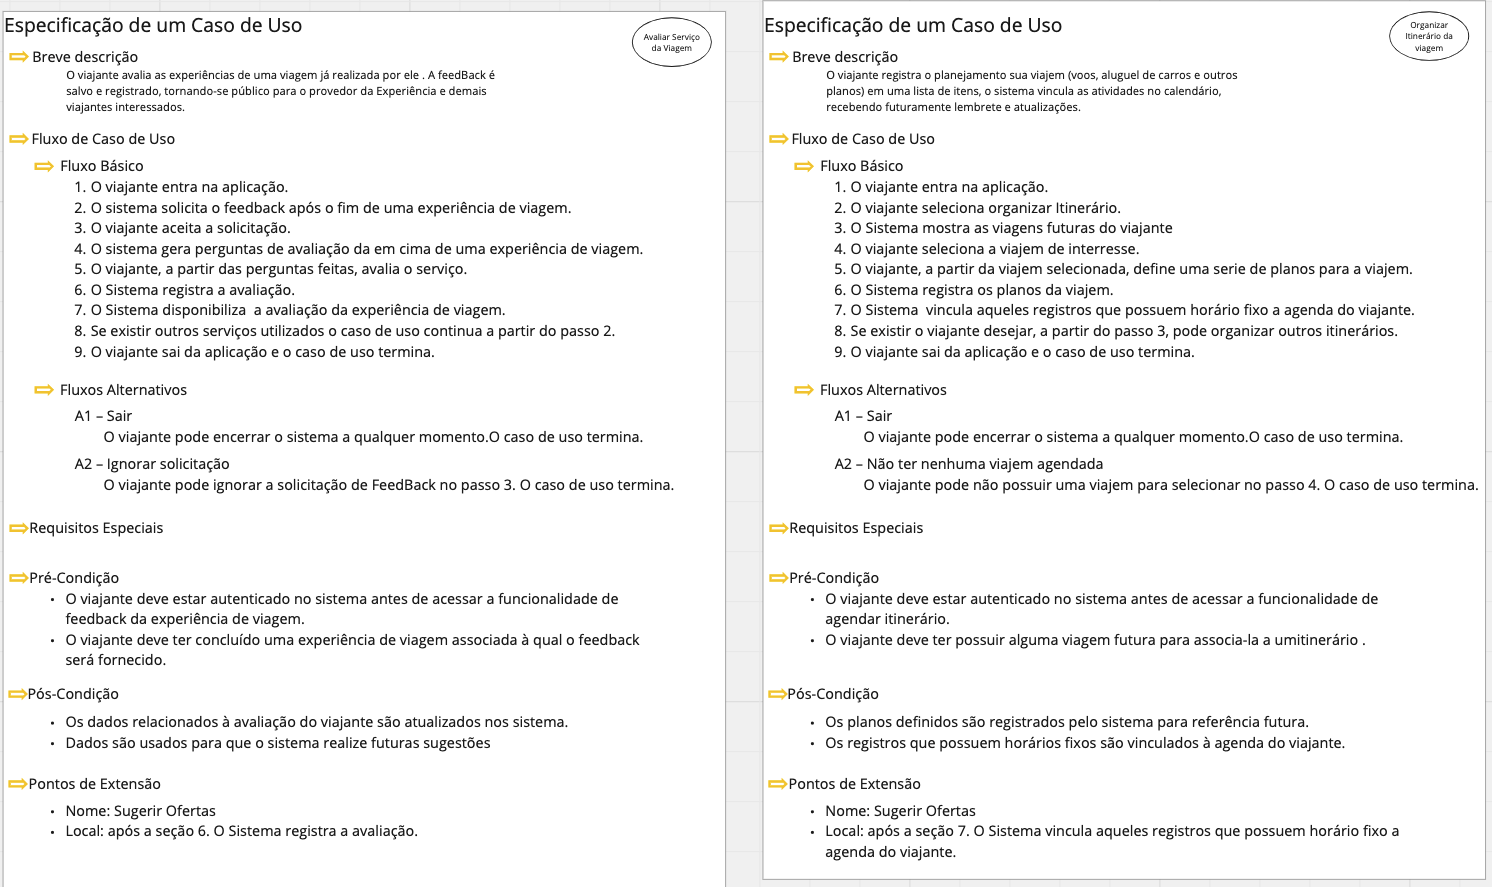 Especificação de um Caso de Uso
Avaliar Serviço
da Viagem
Breve descrição
O viajante avalia as experiências de uma viagem já realizada por ele . A feedBack é
salvo e registrado, tornando-se público para o provedor da Experiência e demais
viajantes interessados.
Fluxo de Caso de Uso
Fluxo Básico
1. O viajante entra na aplicação.
2. O sistema solicita o feedback após o fim de uma experiência de viagem.
3. O viajante aceita a solicitação.
4. O sistema gera perguntas de avaliação da em cima de uma experiência de viagem.
5. O viajante, a partir das perguntas feitas, avalia o serviço.
6. O Sistema registra a avaliação.
7. O Sistema disponibiliza  a avaliação da experiência de viagem.
8. Se existir outros serviços utilizados o caso de uso continua a partir do passo 2.
9. O viajante sai da aplicação e o caso de uso termina.
Fluxos Alternativos
A1 – Sair
O viajante pode encerrar o sistema a qualquer momento.O caso de uso termina.
A2 – Ignorar solicitação
O viajante pode ignorar a solicitação de FeedBack no passo 3. O caso de uso termina.
Requisitos Especiais
Pré-Condição
• O viajante deve estar autenticado no sistema antes de acessar a funcionalidade de
feedback da experiência de viagem.
• O viajante deve ter concluído uma experiência de viagem associada à qual o feedback
será fornecido.
Pós-Condição
• Os dados relacionados à avaliação do viajante são atualizados nos sistema.
• Dados são usados para que o sistema realize futuras sugestões
Pontos de Extensão
• Nome: Sugerir Ofertas
• Local: após a seção 6. O Sistema registra a avaliação.
Especificação de um Caso de Uso
Organizar
Itinerário da
viagem
Breve descrição
O viajante registra o planejamento sua viajem (voos, aluguel de carros e outros
planos) em uma lista de itens, o sistema vincula as atividades no calendário,
recebendo futuramente lembrete e atualizações.
Fluxo de Caso de Uso
Fluxo Básico
1. O viajante entra na aplicação.
2. O viajante seleciona organizar Itinerário.
3. O Sistema mostra as viagens futuras do viajante
4. O viajante seleciona a viajem de interresse.
5. O viajante, a partir da viajem selecionada, define uma serie de planos para a viajem.
6. O Sistema registra os planos da viajem.
7. O Sistema  vincula aqueles registros que possuem horário fixo a agenda do viajante.
8. Se existir o viajante desejar, a partir do passo 3, pode organizar outros itinerários.
9. O viajante sai da aplicação e o caso de uso termina.
Fluxos Alternativos
A1 – Sair
O viajante pode encerrar o sistema a qualquer momento.O caso de uso termina.
A2 – Não ter nenhuma viajem agendada
O viajante pode não possuir uma viajem para selecionar no passo 4. O caso de uso termina.
Requisitos Especiais
Pré-Condição
• O viajante deve estar autenticado no sistema antes de acessar a funcionalidade de
agendar itinerário.
• O viajante deve ter possuir alguma viagem futura para associa-la a umitinerário .
Pós-Condição
• Os planos definidos são registrados pelo sistema para referência futura.
• Os registros que possuem horários fixos são vinculados à agenda do viajante.
Pontos de Extensão
• Nome: Sugerir Ofertas
• Local: após a seção 7. O Sistema vincula aqueles registros que possuem horário fixo a
agenda do viajante.